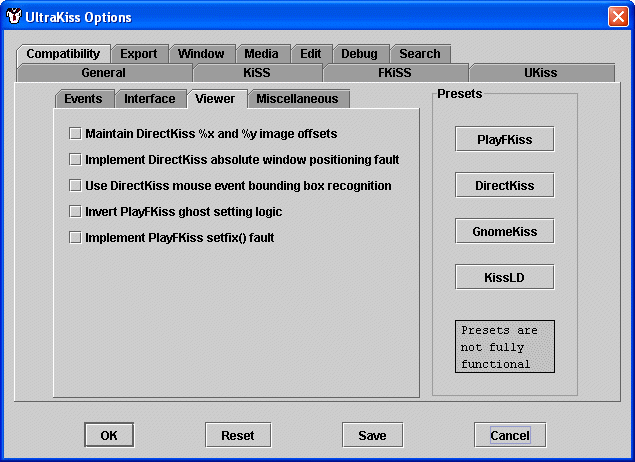 UltraKiss Options
Compatibility Export Window Media Edit Debug Search
General KiSS FKiSS UKiss
Events Interface Viewer Miscellaneous
Maintain DirectKiss %x and %y image offsets
Implement DirectKiss absolute window positioning fault
Use DirectKiss mouse event bounding box recognition
Invert PlayFKiss ghost setting logic
Implement PlayFKiss setfix() fault
Presets
PlayFKiss
DirectKiss
GnomeKiss
KissLD
Presets are
not fully
functional
OK Reset Save Cancel